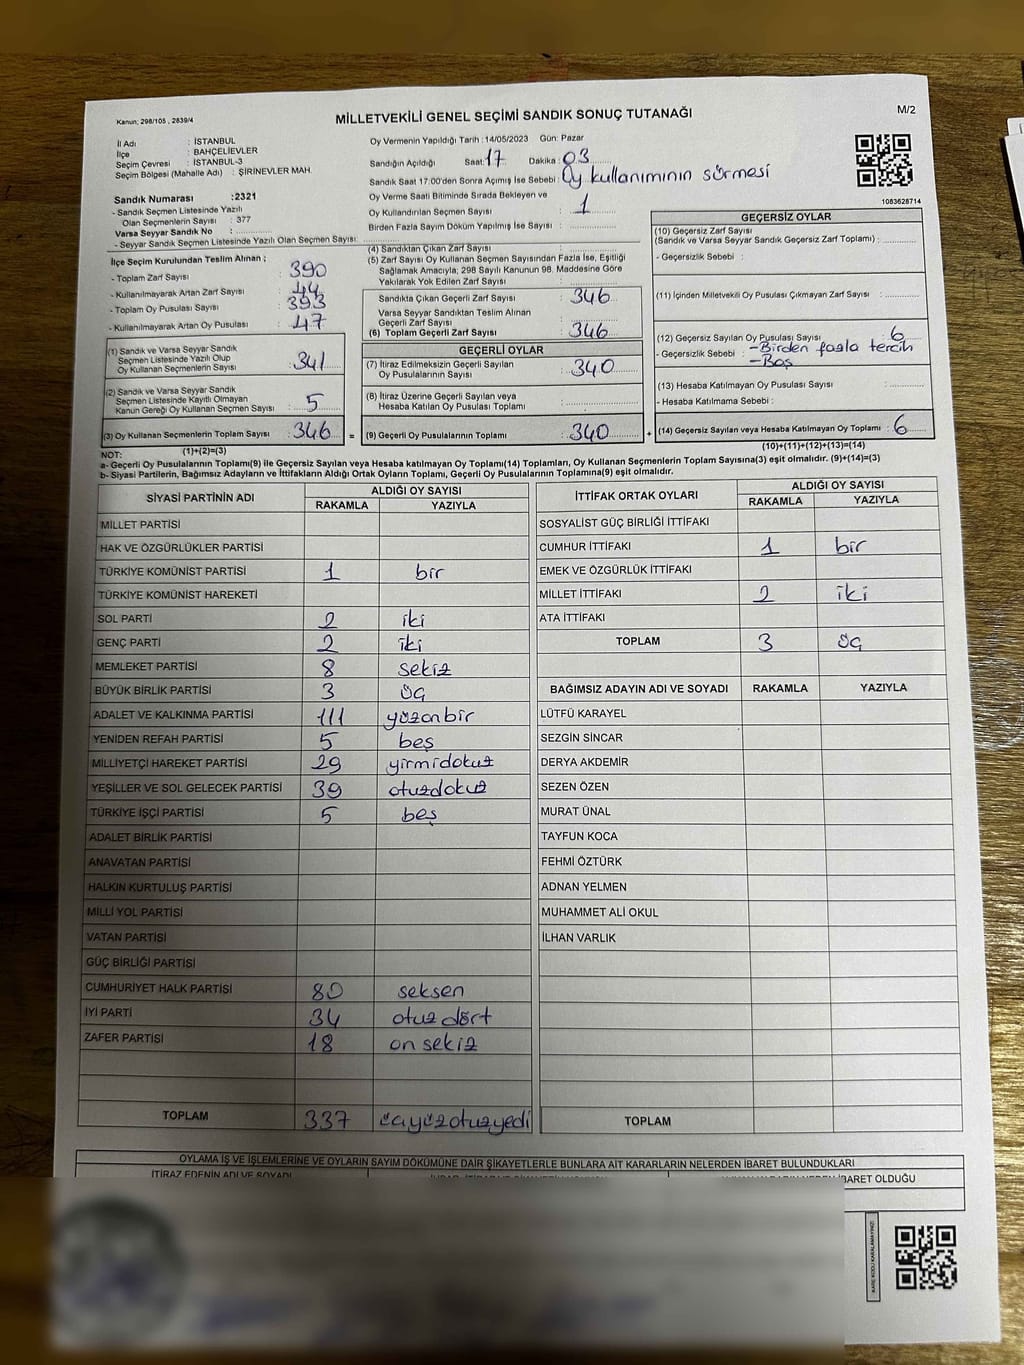 Kanun; 298/105 , 2839/4
MİLLETVEKİLİ GENEL SEÇİMİ SANDIK SONUÇ TUTANAĞI
M/2
İl Adı : İSTANBUL
İlçe : BAHÇELİEVLER
Seçim Çevresi : İSTANBUL-3
Seçim Bölgesi (Mahalle Adı) : ŞİRİNEVLER MAH.
Sandık Numarası :2321
- Sandık Seçmen Listesinde Yazılı
Olan Seçmenlerin Sayısı : 377
Varsa Seyyar Sandık No :
- Seyyar Sandık Seçmen Listesinde Yazılı Olan Seçmen Sayısı:
Oy Vermenin Yapıldığı Tarih :14/05/2023 Gün: Pazar
Sandığın Açıldığı Saat: 17 Dakika : 03
Sandık Saat 17:00'den Sonra Açımış İse Sebebi : Oy kullanımının sürmesi
Oy Verme Saati Bitiminde Sırada Bekleyen ve
Oy Kullandırılan Seçmen Sayısı : 1
Birden Fazla Sayım Döküm Yapılmış İse Sayısı :
1083628714
İlçe Seçim Kurulundan Teslim Alınan ;
- Toplam Zarf Sayısı : 390
- Kullanılmayarak Artan Zarf Sayısı : 44
- Toplam Oy Pusulası Sayısı : 393
- Kullanılmayarak Artan Oy Pusulası : 47
(1) Sandık ve Varsa Seyyar Sandık
Seçmen Listesinde Yazılı Olup
Oy Kullanan Seçmenlerin Sayısı : 341
(2) Sandık ve Varsa Seyyar Sandık
Seçmen Listesinde Kayıtlı Olmayan
Kanun Gereği Oy Kullanan Seçmen Sayısı : 5
(3) Oy Kullanan Seçmenlerin Toplam Sayısı : 346
(1)+(2)=(3)
(4) Sandıktan Çıkan Zarf Sayısı :
(5) Zarf Sayısı Oy Kullanan Seçmen Sayısından Fazla İse, Eşitliği
Sağlamak Amacıyla; 298 Sayılı Kanunun 98. Maddesine Göre
Yakılarak Yok Edilen Zarf Sayısı :
Sandıkta Çıkan Geçerli Zarf Sayısı : 346
Varsa Seyyar Sandıktan Teslim Alınan
Geçerli Zarf Sayısı :
(6) Toplam Geçerli Zarf Sayısı : 346
GEÇERLİ OYLAR
(7) İtiraz Edilmeksizin Geçerli Sayılan
Oy Pusulalarının Sayısı : 340
(8) İtiraz Üzerine Geçerli Sayılan veya
Hesaba Katılan Oy Pusulası Toplamı :
= (9) Geçerli Oy Pusulalarının Toplamı : 340
GEÇERSİZ OYLAR
(10) Geçersiz Zarf Sayısı
(Sandık ve Varsa Seyyar Sandık Geçersiz Zarf Toplamı) :
- Geçersizlik Sebebi :
(11) İçinden Milletvekili Oy Pusulası Çıkmayan Zarf Sayısı :
(12) Geçersiz Sayılan Oy Pusulası Sayısı : 6
- Geçersizlik Sebebi : -Birden fazla tercih
-Boş
(13) Hesaba Katılmayan Oy Pusulası Sayısı :
- Hesaba Katılmama Sebebi :
+ (14) Geçersiz Sayılan veya Hesaba Katılmayan Oy Toplamı : 6
(10)+(11)+(12)+(13)=(14)
NOT:
a- Geçerli Oy Pusulalarının Toplamı(9) ile Geçersiz Sayılan veya Hesaba katılmayan Oy Toplamı(14) Toplamları, Oy Kullanan Seçmenlerin Toplam Sayısına(3) eşit olmalıdır. (9)+(14)=(3)
b- Siyasi Partilerin, Bağımsız Adayların ve İttifakların Aldığı Ortak Oyların Toplamı, Geçerli Oy Pusulalarının Toplamına(9) eşit olmalıdır.
SİYASİ PARTİNİN ADI ALDIĞI OY SAYISI
RAKAMLA YAZIYLA
MİLLET PARTİSİ
HAK VE ÖZGÜRLÜKLER PARTİSİ
TÜRKİYE KOMÜNİST PARTİSİ 1 bir
TÜRKİYE KOMÜNİST HAREKETİ
SOL PARTİ 2 iki
GENÇ PARTİ 2 iki
MEMLEKET PARTİSİ 8 sekiz
BÜYÜK BİRLİK PARTİSİ 3 üç
ADALET VE KALKINMA PARTİSİ 111 yüzonbir
YENİDEN REFAH PARTİSİ 5 beş
MİLLİYETÇİ HAREKET PARTİSİ 29 yirmidokuz
YEŞİLLER VE SOL GELECEK PARTİSİ 39 otuzdokuz
TÜRKİYE İŞÇİ PARTİSİ 5 beş
ADALET BİRLİK PARTİSİ
ANAVATAN PARTİSİ
HALKIN KURTULUŞ PARTİSİ
MİLLİ YOL PARTİSİ
VATAN PARTİSİ
GÜÇ BİRLİĞİ PARTİSİ
CUMHURİYET HALK PARTİSİ 80 seksen
İYİ PARTİ 34 otuz dört
ZAFER PARTİSİ 18 on sekiz
TOPLAM 337 üçyüzotuzyedi
İTTİFAK ORTAK OYLARI ALDIĞI OY SAYISI
RAKAMLA YAZIYLA
SOSYALİST GÜÇ BİRLİĞİ İTTİFAKI
CUMHUR İTTİFAKI 1 bir
EMEK VE ÖZGÜRLÜK İTTİFAKI
MİLLET İTTİFAKI 2 iki
ATA İTTİFAKI
TOPLAM 3 üç
BAĞIMSIZ ADAYIN ADI VE SOYADI RAKAMLA YAZIYLA
LÜTFÜ KARAYEL
SEZGİN SİNCAR
DERYA AKDEMİR
SEZEN ÖZEN
MURAT ÜNAL
TAYFUN KOCA
FEHMİ ÖZTÜRK
ADNAN YELMEN
MUHAMMET ALİ OKUL
İLHAN VARLIK
TOPLAM
OYLAMA İŞ VE İŞLEMLERİNE VE OYLARIN SAYIM DÖKÜMÜNE DAİR ŞİKAYETLERLE BUNLARA AİT KARARLARIN NELERDEN İBARET BULUNDUKLARI
İTİRAZ EDENİN ADI VE SOYADI
İBARET OLDUĞU
KARE KODU KARALAMAYINIZ!